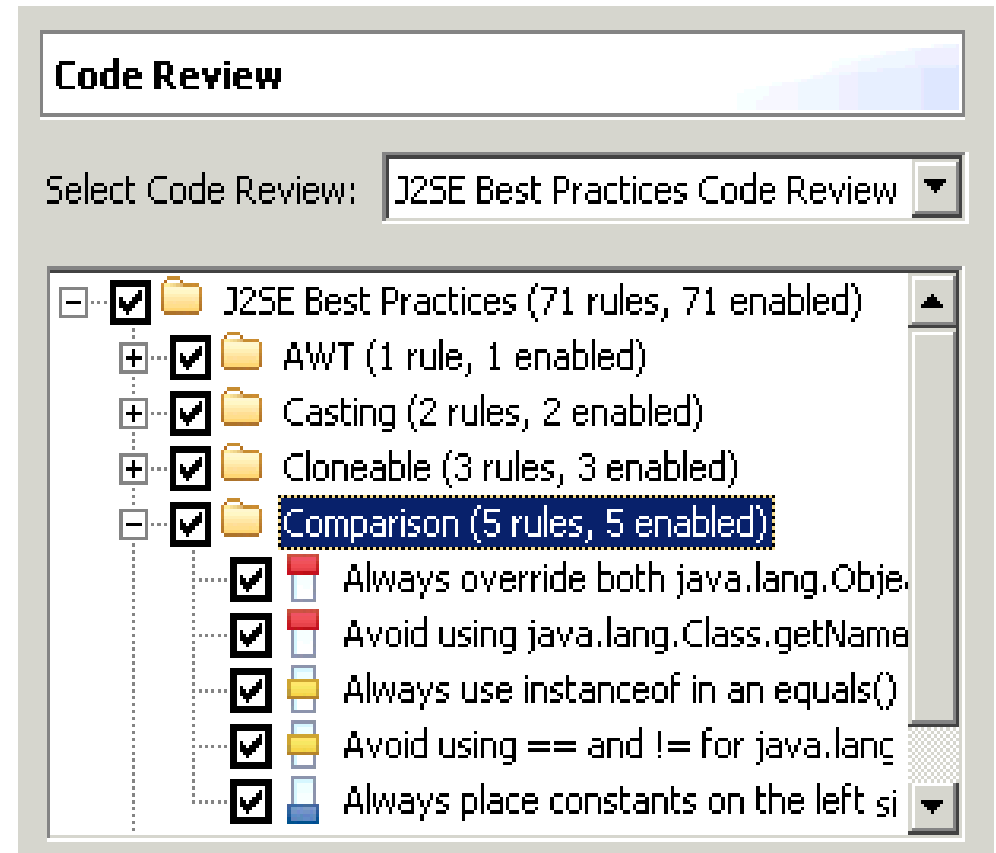 Code Review
Select Code Review: J2SE Best Practices Code Review
J2SE Best Practices (71 rules, 71 enabled)
AWT (1 rule, 1 enabled)
Casting (2 rules, 2 enabled)
Cloneable (3 rules, 3 enabled)
Comparison (5 rules, 5 enabled)
Always override both java.lang.Obje
Avoid using java.lang.Class.getName
Always use instanceof in an equals()
Avoid using == and != for java.lang
Always place constants on the left si